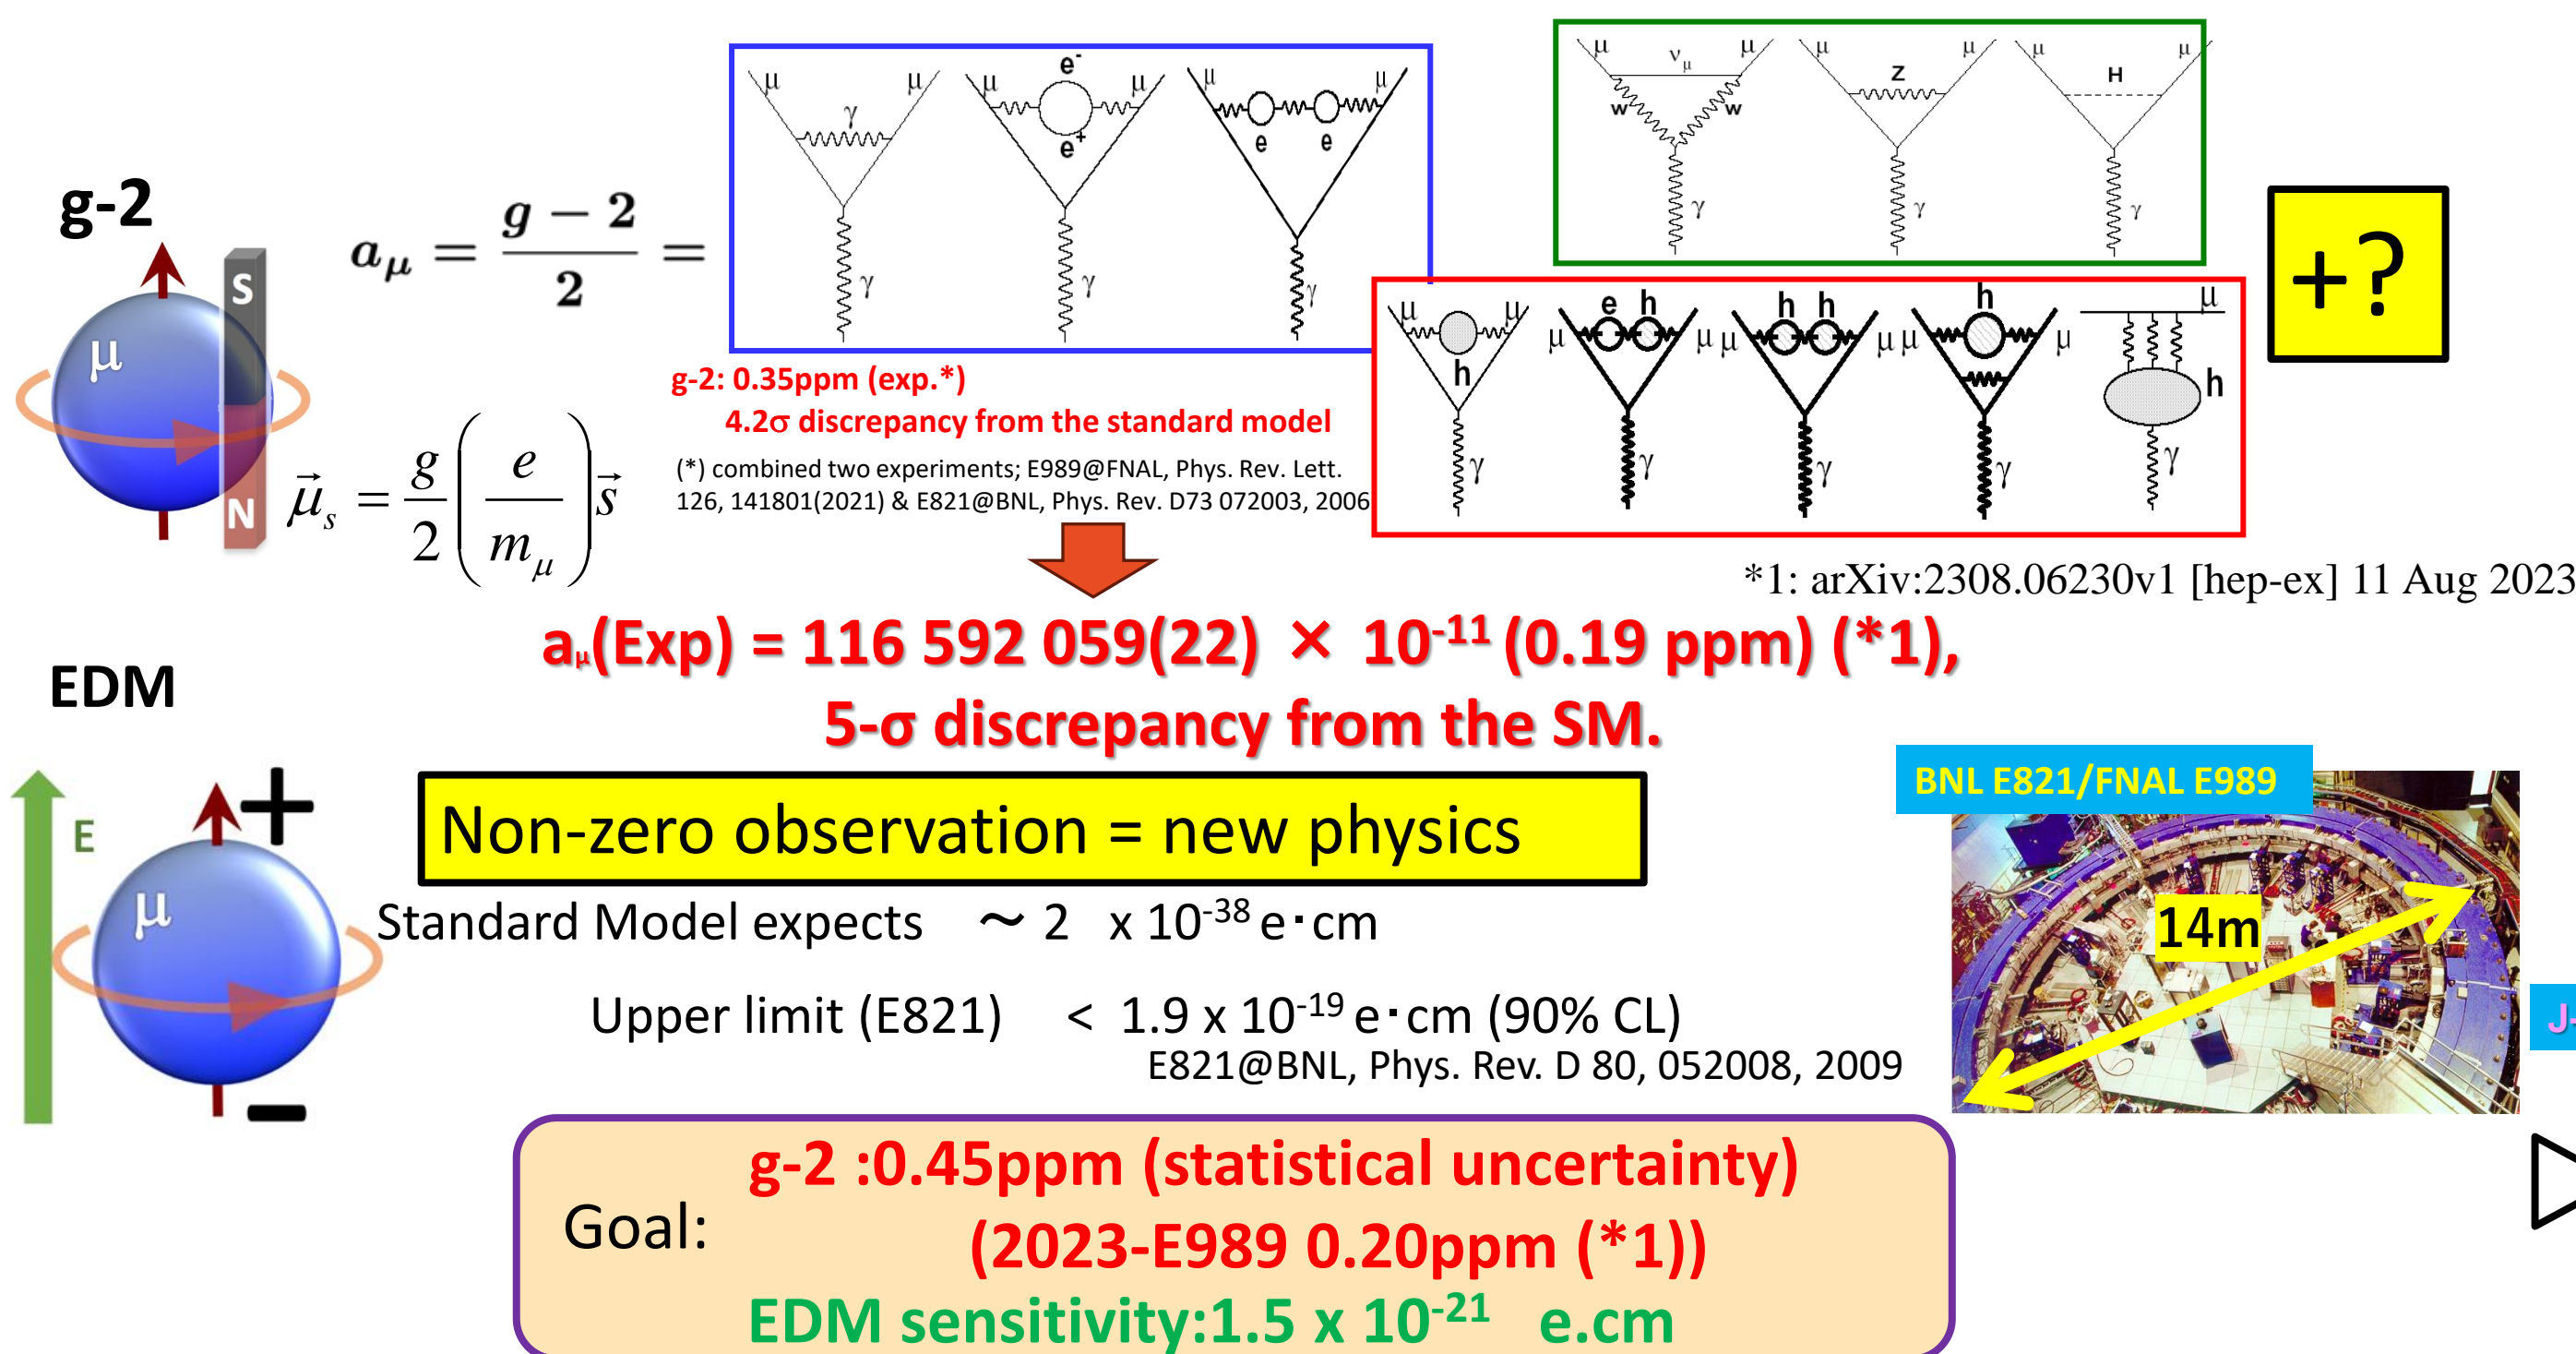 g-2
S
μ
N
aμ = (g − 2)/2 =
μ⃗s = g/2 (e/mμ) s⃗
μ μ γ γ
μ e- μ e+ γ
μ μ e e γ
μ νμ μ W W γ
μ Z μ γ
μ H μ γ
+?
μ μ h γ
μ e h μ γ
μ h h μ γ
μ h μ γ
μ h γ
g-2: 0.35ppm (exp.*)
4.2σ discrepancy from the standard model
(*) combined two experiments; E989@FNAL, Phys. Rev. Lett.
126, 141801(2021) & E821@BNL, Phys. Rev. D73 072003, 2006
*1: arXiv:2308.06230v1 [hep-ex] 11 Aug 2023
aμ(Exp) = 116 592 059(22) × 10-11 (0.19 ppm) (*1),
5-σ discrepancy from the SM.
EDM
E
+
μ
−
Non-zero observation = new physics
Standard Model expects ～ 2 x 10-38 e･cm
Upper limit (E821) < 1.9 x 10-19 e･cm (90% CL)
E821@BNL, Phys. Rev. D 80, 052008, 2009
BNL E821/FNAL E989
14m
J-
Goal:
g-2 :0.45ppm (statistical uncertainty)
(2023-E989 0.20ppm (*1))
EDM sensitivity:1.5 x 10-21 e.cm